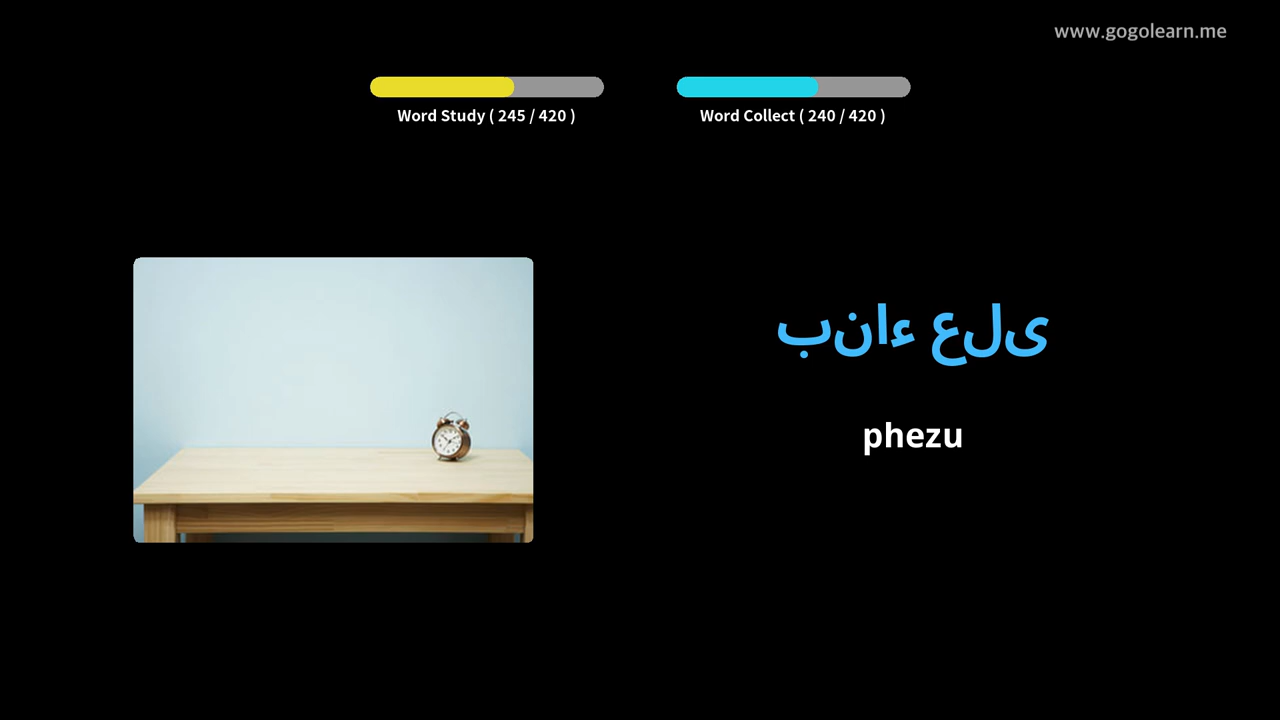 www.gogolearn.me
Word Study ( 245 / 420 )
Word Collect ( 240 / 420 )
بناء على
phezu